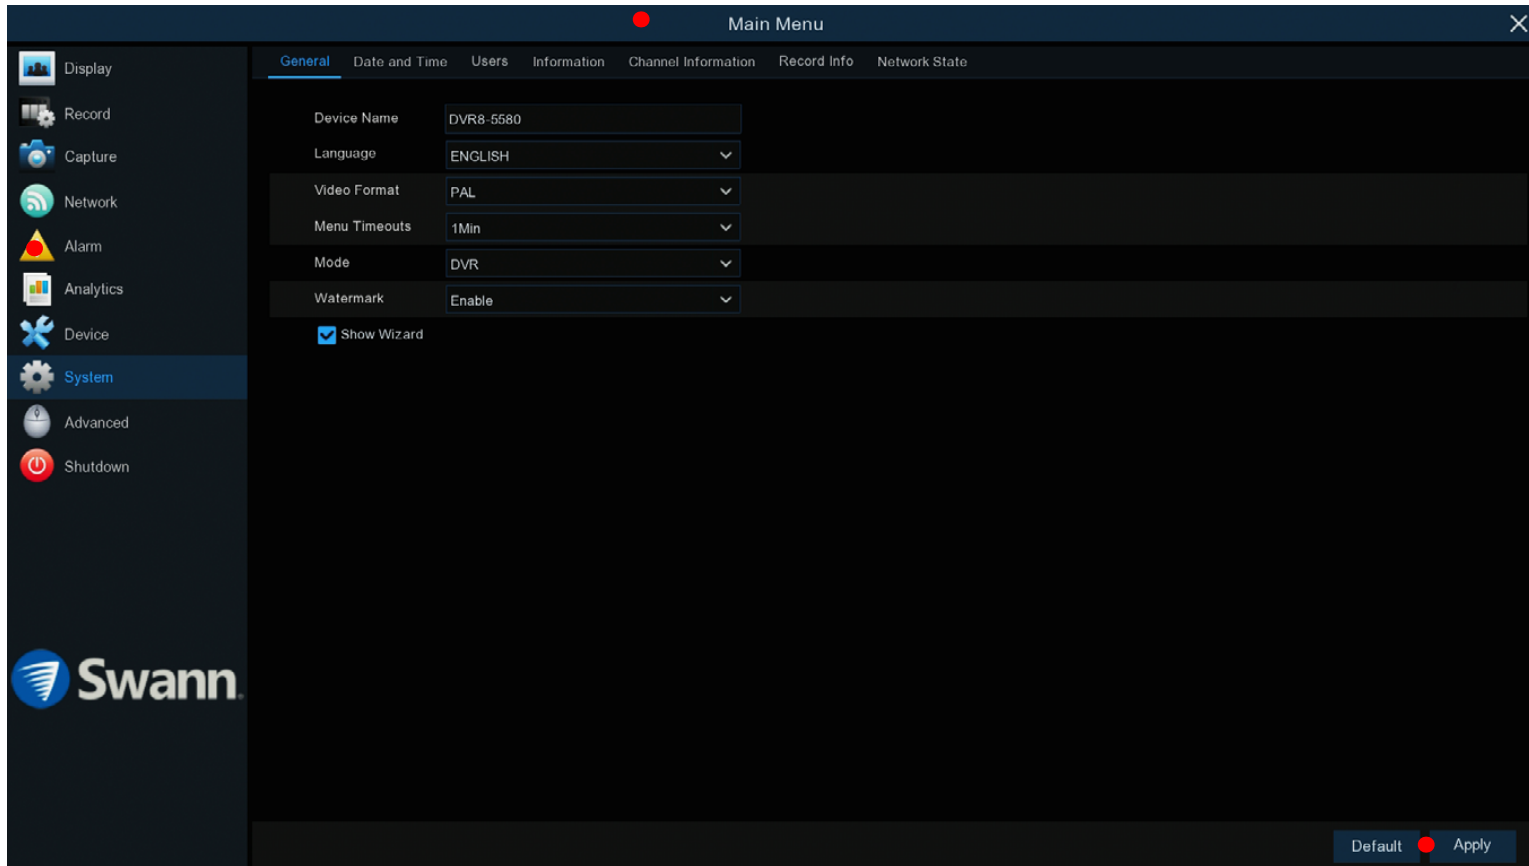 Main Menu
Display
Record
Capture
Network
Alarm
Analytics
Device
System
Advanced
Shutdown
Swann
General Date and Time Users Information Channel Information Record Info Network State
Device Name DVR8-5580
Language ENGLISH
Video Format PAL
Menu Timeouts 1Min
Mode DVR
Watermark Enable
Show Wizard
Default Apply